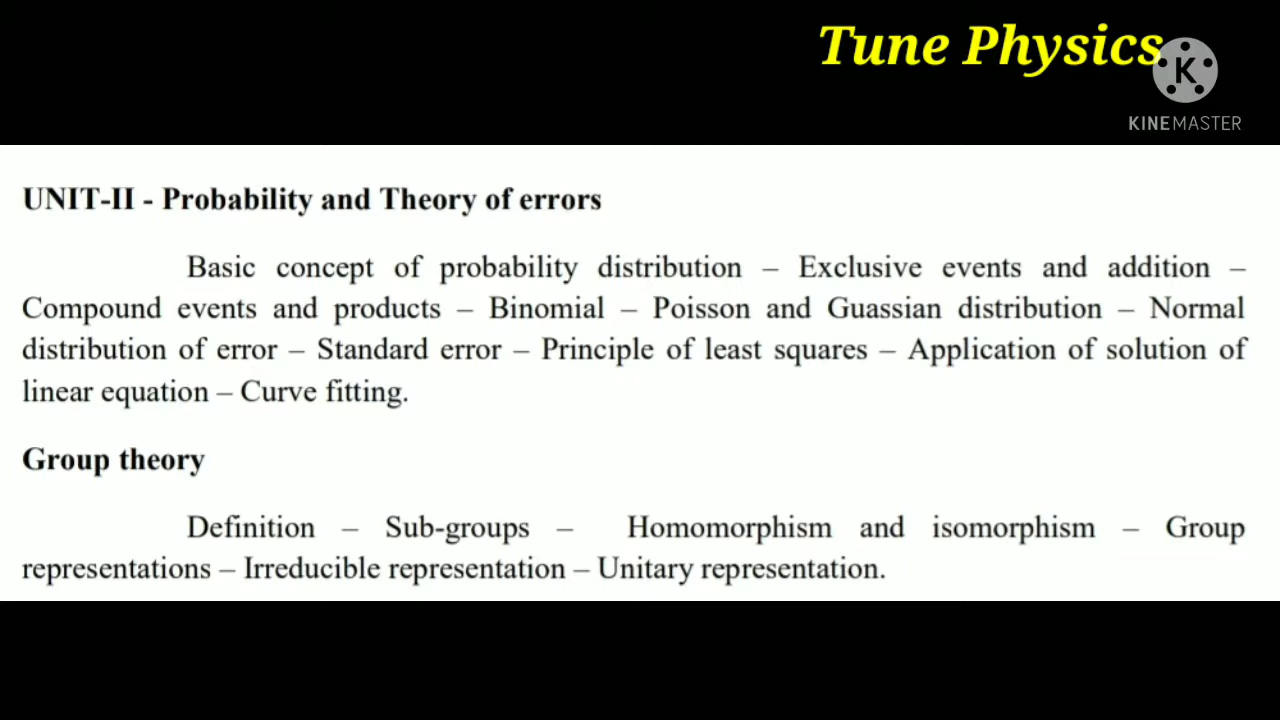 Tune Physics
K
KINEMASTER
UNIT-II - Probability and Theory of errors
Basic concept of probability distribution – Exclusive events and addition –
Compound events and products – Binomial – Poisson and Guassian distribution – Normal
distribution of error – Standard error – Principle of least squares – Application of solution of
linear equation – Curve fitting.
Group theory
Definition – Sub-groups – Homomorphism and isomorphism – Group
representations – Irreducible representation – Unitary representation.